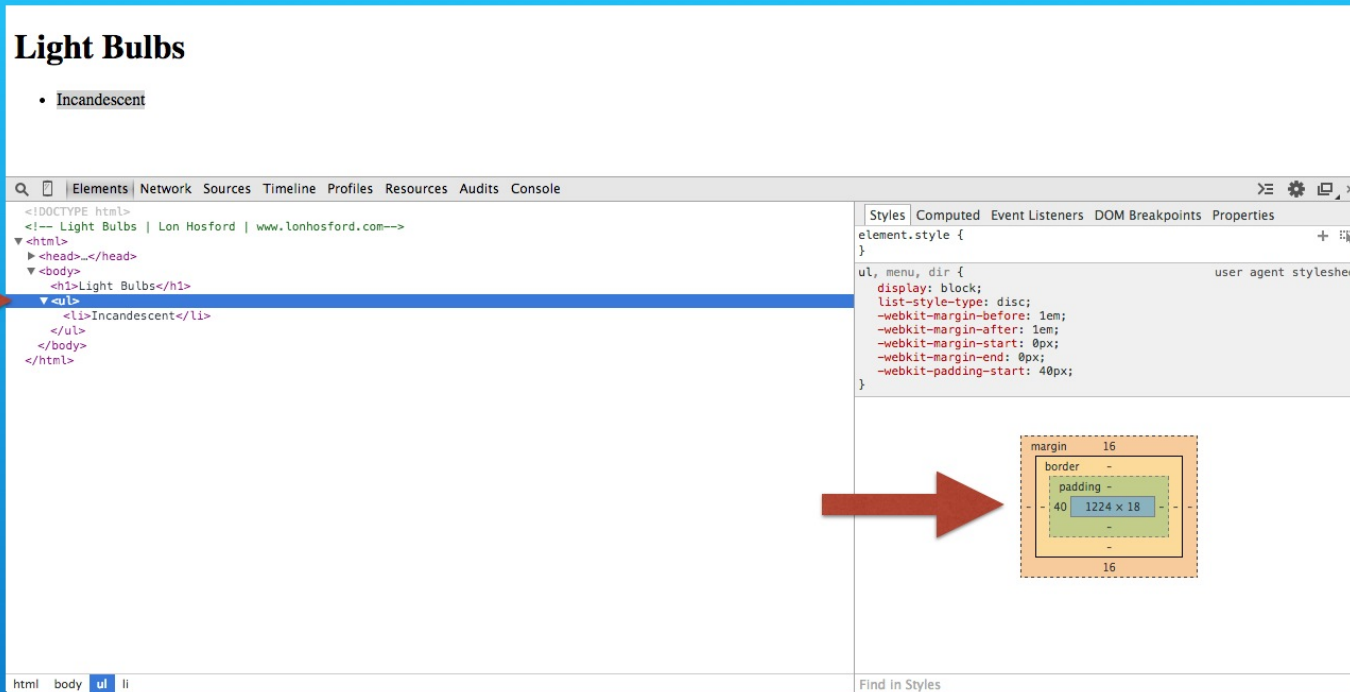 Light Bulbs
• Incandescent
Elements Network Sources Timeline Profiles Resources Audits Console
<!DOCTYPE html>
<!-- Light Bulbs | Lon Hosford | www.lonhosford.com-->
▼<html>
▶<head>…</head>
▼<body>
<h1>Light Bulbs</h1>
▼<ul>
<li>Incandescent</li>
</ul>
</body>
</html>
html body ul li
Styles Computed Event Listeners DOM Breakpoints Properties
element.style {
}
ul, menu, dir { user agent styleshee
display: block;
list-style-type: disc;
-webkit-margin-before: 1em;
-webkit-margin-after: 1em;
-webkit-margin-start: 0px;
-webkit-margin-end: 0px;
-webkit-padding-start: 40px;
}
margin 16
border -
padding -
- - 40 1224 × 18 - - -
-
-
16
Find in Styles